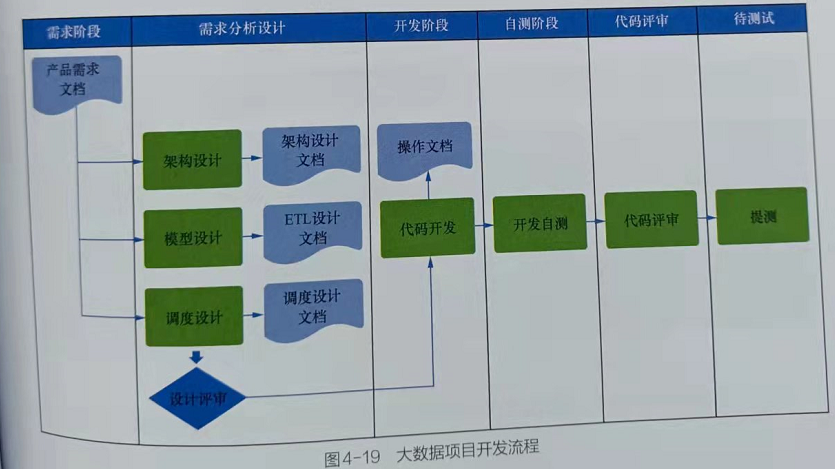 需求阶段
需求分析设计
开发阶段
自测阶段
代码评审
待测试
产品需求
文档
架构设计
架构设计
文档
操作文档
模型设计
ETL设计
文档
代码开发
开发自测
代码评审
提测
调度设计
调度设计
文档
设计评审
图4-19 大数据项目开发流程